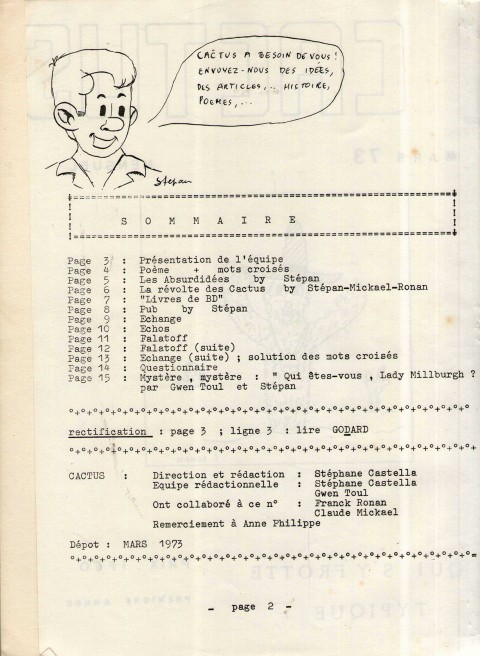 CACTUS A BESOIN DE VOUS !
ENVOYEZ-NOUS DES IDÉES,
DES ARTICLES,... HISTOIRE,
POEMES,...
Stépan
S O M M A I R E
Page 3 : Présentation de l'équipe
Page 4 : Poème + mots croisés
Page 5 : Les Absurdidées by Stépan
Page 6 : La révolte des Cactus by Stépan-Mickael-Ronan
Page 7 : "Livres de BD"
Page 8 : Pub by Stépan
Page 9 : Echange
Page 10 : Echos
Page 11 : Falatoff
Page 12 : Falstoff (suite)
Page 13 : Echange (suite) ; solution des mots croisés
Page 14 : Questionnaire
Page 15 : Mystère , mystère : " Qui êtes-vous , Lady Millburgh ?
par Gwen Toul et Stépan
rectification : page 3 ; ligne 3 : lire GODARD
CACTUS : Direction et rédaction : Stéphane Castella
Equipe rédactionnelle : Stéphane Castella
Gwen Toul
Ont collaboré à ce n° : Franck Ronan
Claude Mickael
Remerciement à Anne Philippe
Dépot : MARS 1973
- page 2 -